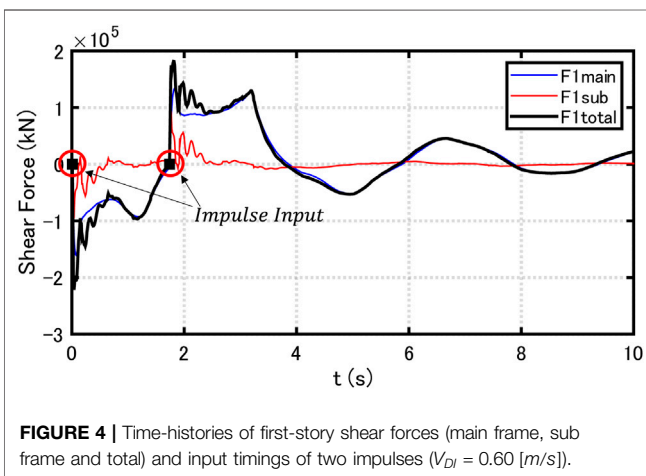 ×10⁵
2
1
0
−1
−2
−3
Shear Force (kN)
F1main
F1sub
F1total
Impulse Input
0
2
4
6
8
10
t (s)
FIGURE 4 | Time-histories of first-story shear forces (main frame, sub
frame and total) and input timings of two impulses (V_DI = 0.60 [m/s]).